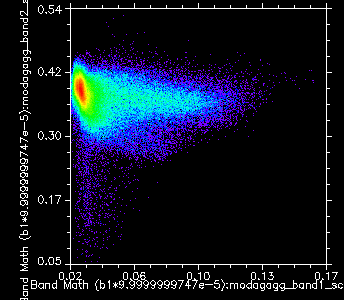 0.54
0.42
0.30
0.17
0.05
0.02 0.06 0.10 0.13 0.17
Band Math (b1*9.9999999747e-5):modagagg_band1_sc
Band Math (b1*9.9999999747e-5):modagagg_band2_s